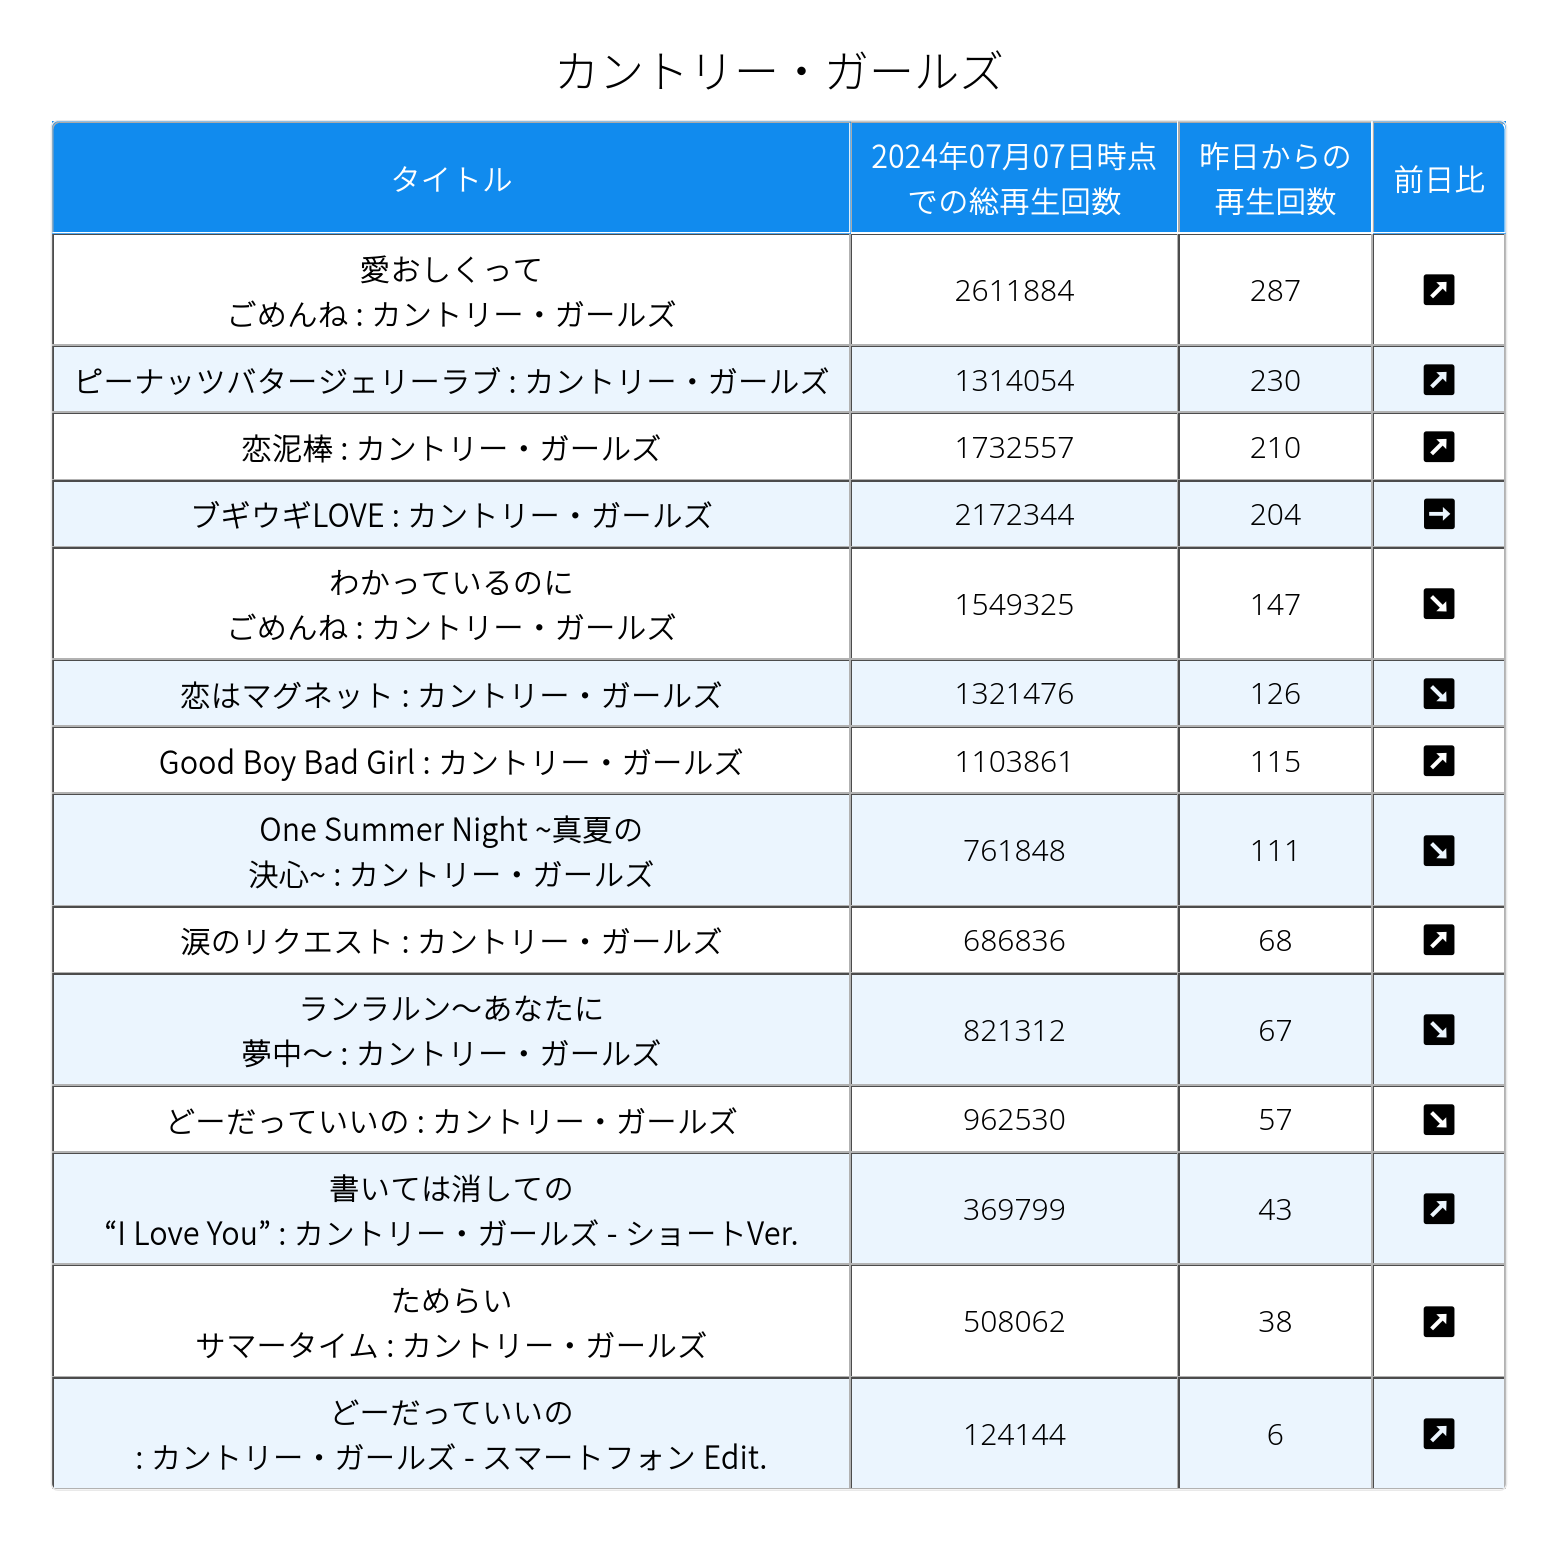 カントリー・ガールズ
タイトル
2024年07月07日時点
での総再生回数
昨日からの
再生回数
前日比
愛おしくって
ごめんね : カントリー・ガールズ
2611884
287
ピーナッツバタージェリーラブ : カントリー・ガールズ
1314054
230
恋泥棒 : カントリー・ガールズ
1732557
210
ブギウギLOVE : カントリー・ガールズ
2172344
204
わかっているのに
ごめんね : カントリー・ガールズ
1549325
147
恋はマグネット : カントリー・ガールズ
1321476
126
Good Boy Bad Girl : カントリー・ガールズ
1103861
115
One Summer Night ~真夏の
決心~ : カントリー・ガールズ
761848
111
涙のリクエスト : カントリー・ガールズ
686836
68
ランラルン～あなたに
夢中～ : カントリー・ガールズ
821312
67
どーだっていいの : カントリー・ガールズ
962530
57
書いては消しての
“I Love You” : カントリー・ガールズ - ショートVer.
369799
43
ためらい
サマータイム : カントリー・ガールズ
508062
38
どーだっていいの
: カントリー・ガールズ - スマートフォン Edit.
124144
6